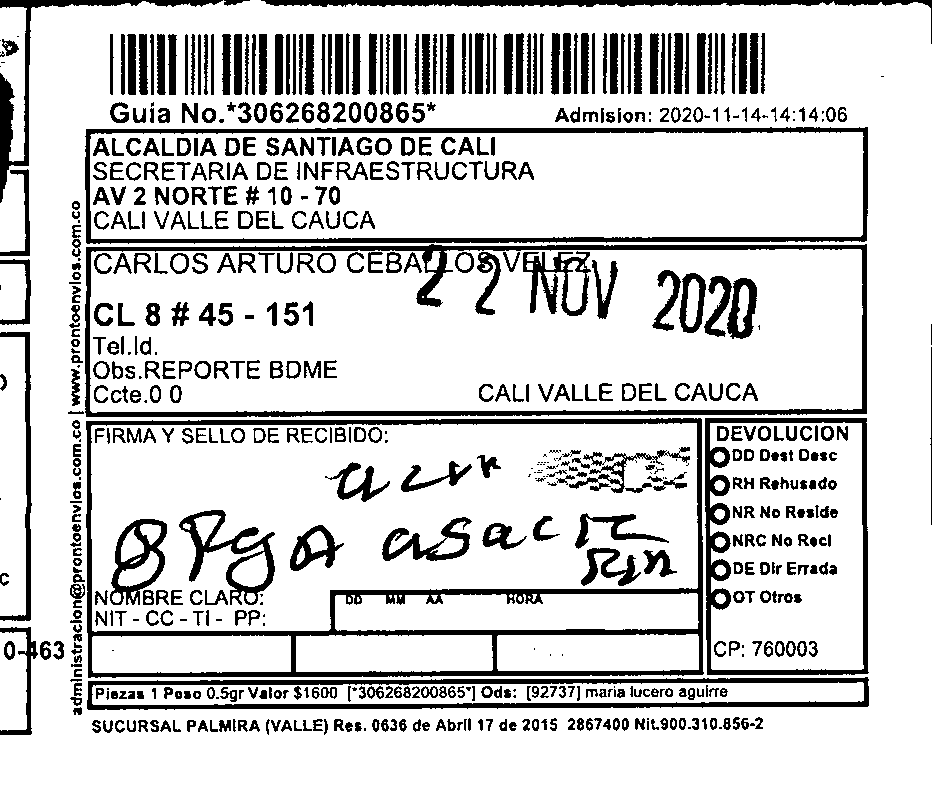 Guia No.*306268200865*
Admision: 2020-11-14-14:14:06
ALCALDIA DE SANTIAGO DE CALI
SECRETARIA DE INFRAESTRUCTURA
AV 2 NORTE # 10 - 70
CALI VALLE DEL CAUCA
CARLOS ARTURO CEBALLOS VELEZ
22 NOV 2020
CL 8 # 45 - 151
Tel.Id.
Obs.REPORTE BDME
Ccte.0 0
CALI VALLE DEL CAUCA
administracion@prontoenvios.com.co | www.prontoenvios.com.co
FIRMA Y SELLO DE RECIBIDO:
NOMBRE CLARO:
NIT - CC - TI - PP:
DD MM AA HORA
DEVOLUCION
DD Dest Desc
RH Rehusado
NR No Reside
NRC No Recl
DE Dir Errada
OT Otros
CP: 760003
0-463
Piezas 1 Peso 0.5gr Valor $1600 [*306268200865*] Ods: [92737] maria lucero aguirre
SUCURSAL PALMIRA (VALLE) Res. 0636 de Abril 17 de 2015 2867400 Nit.900.310.856-2